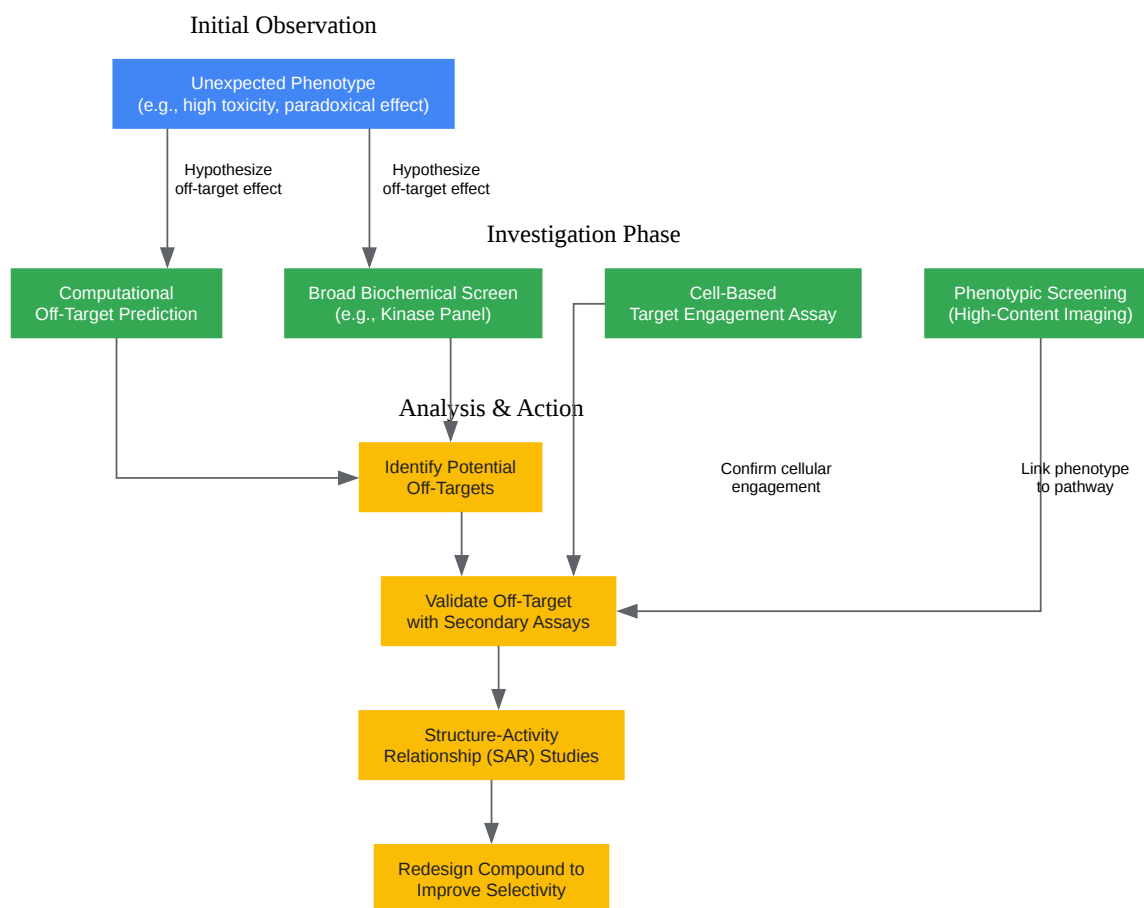 Initial Observation
Unexpected Phenotype
(e.g., high toxicity, paradoxical effect)
Hypothesize
off-target effect
Hypothesize
off-target effect
Investigation Phase
Computational
Off-Target Prediction
Broad Biochemical Screen
(e.g., Kinase Panel)
Cell-Based
Target Engagement Assay
Phenotypic Screening
(High-Content Imaging)
Analysis & Action
Identify Potential
Off-Targets
Confirm cellular
engagement
Link phenotype
to pathway
Validate Off-Target
with Secondary Assays
Structure-Activity
Relationship (SAR) Studies
Redesign Compound to
Improve Selectivity